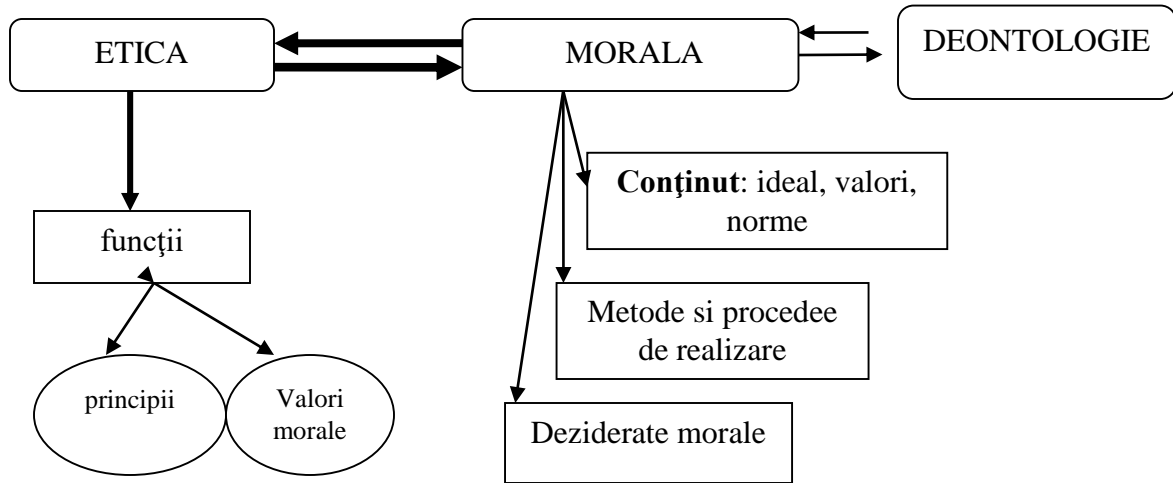 ETICA
MORALA
DEONTOLOGIE
Conţinut: ideal, valori,
norme
funcţii
Metode si procedee
de realizare
principii
Valori
morale
Deziderate morale